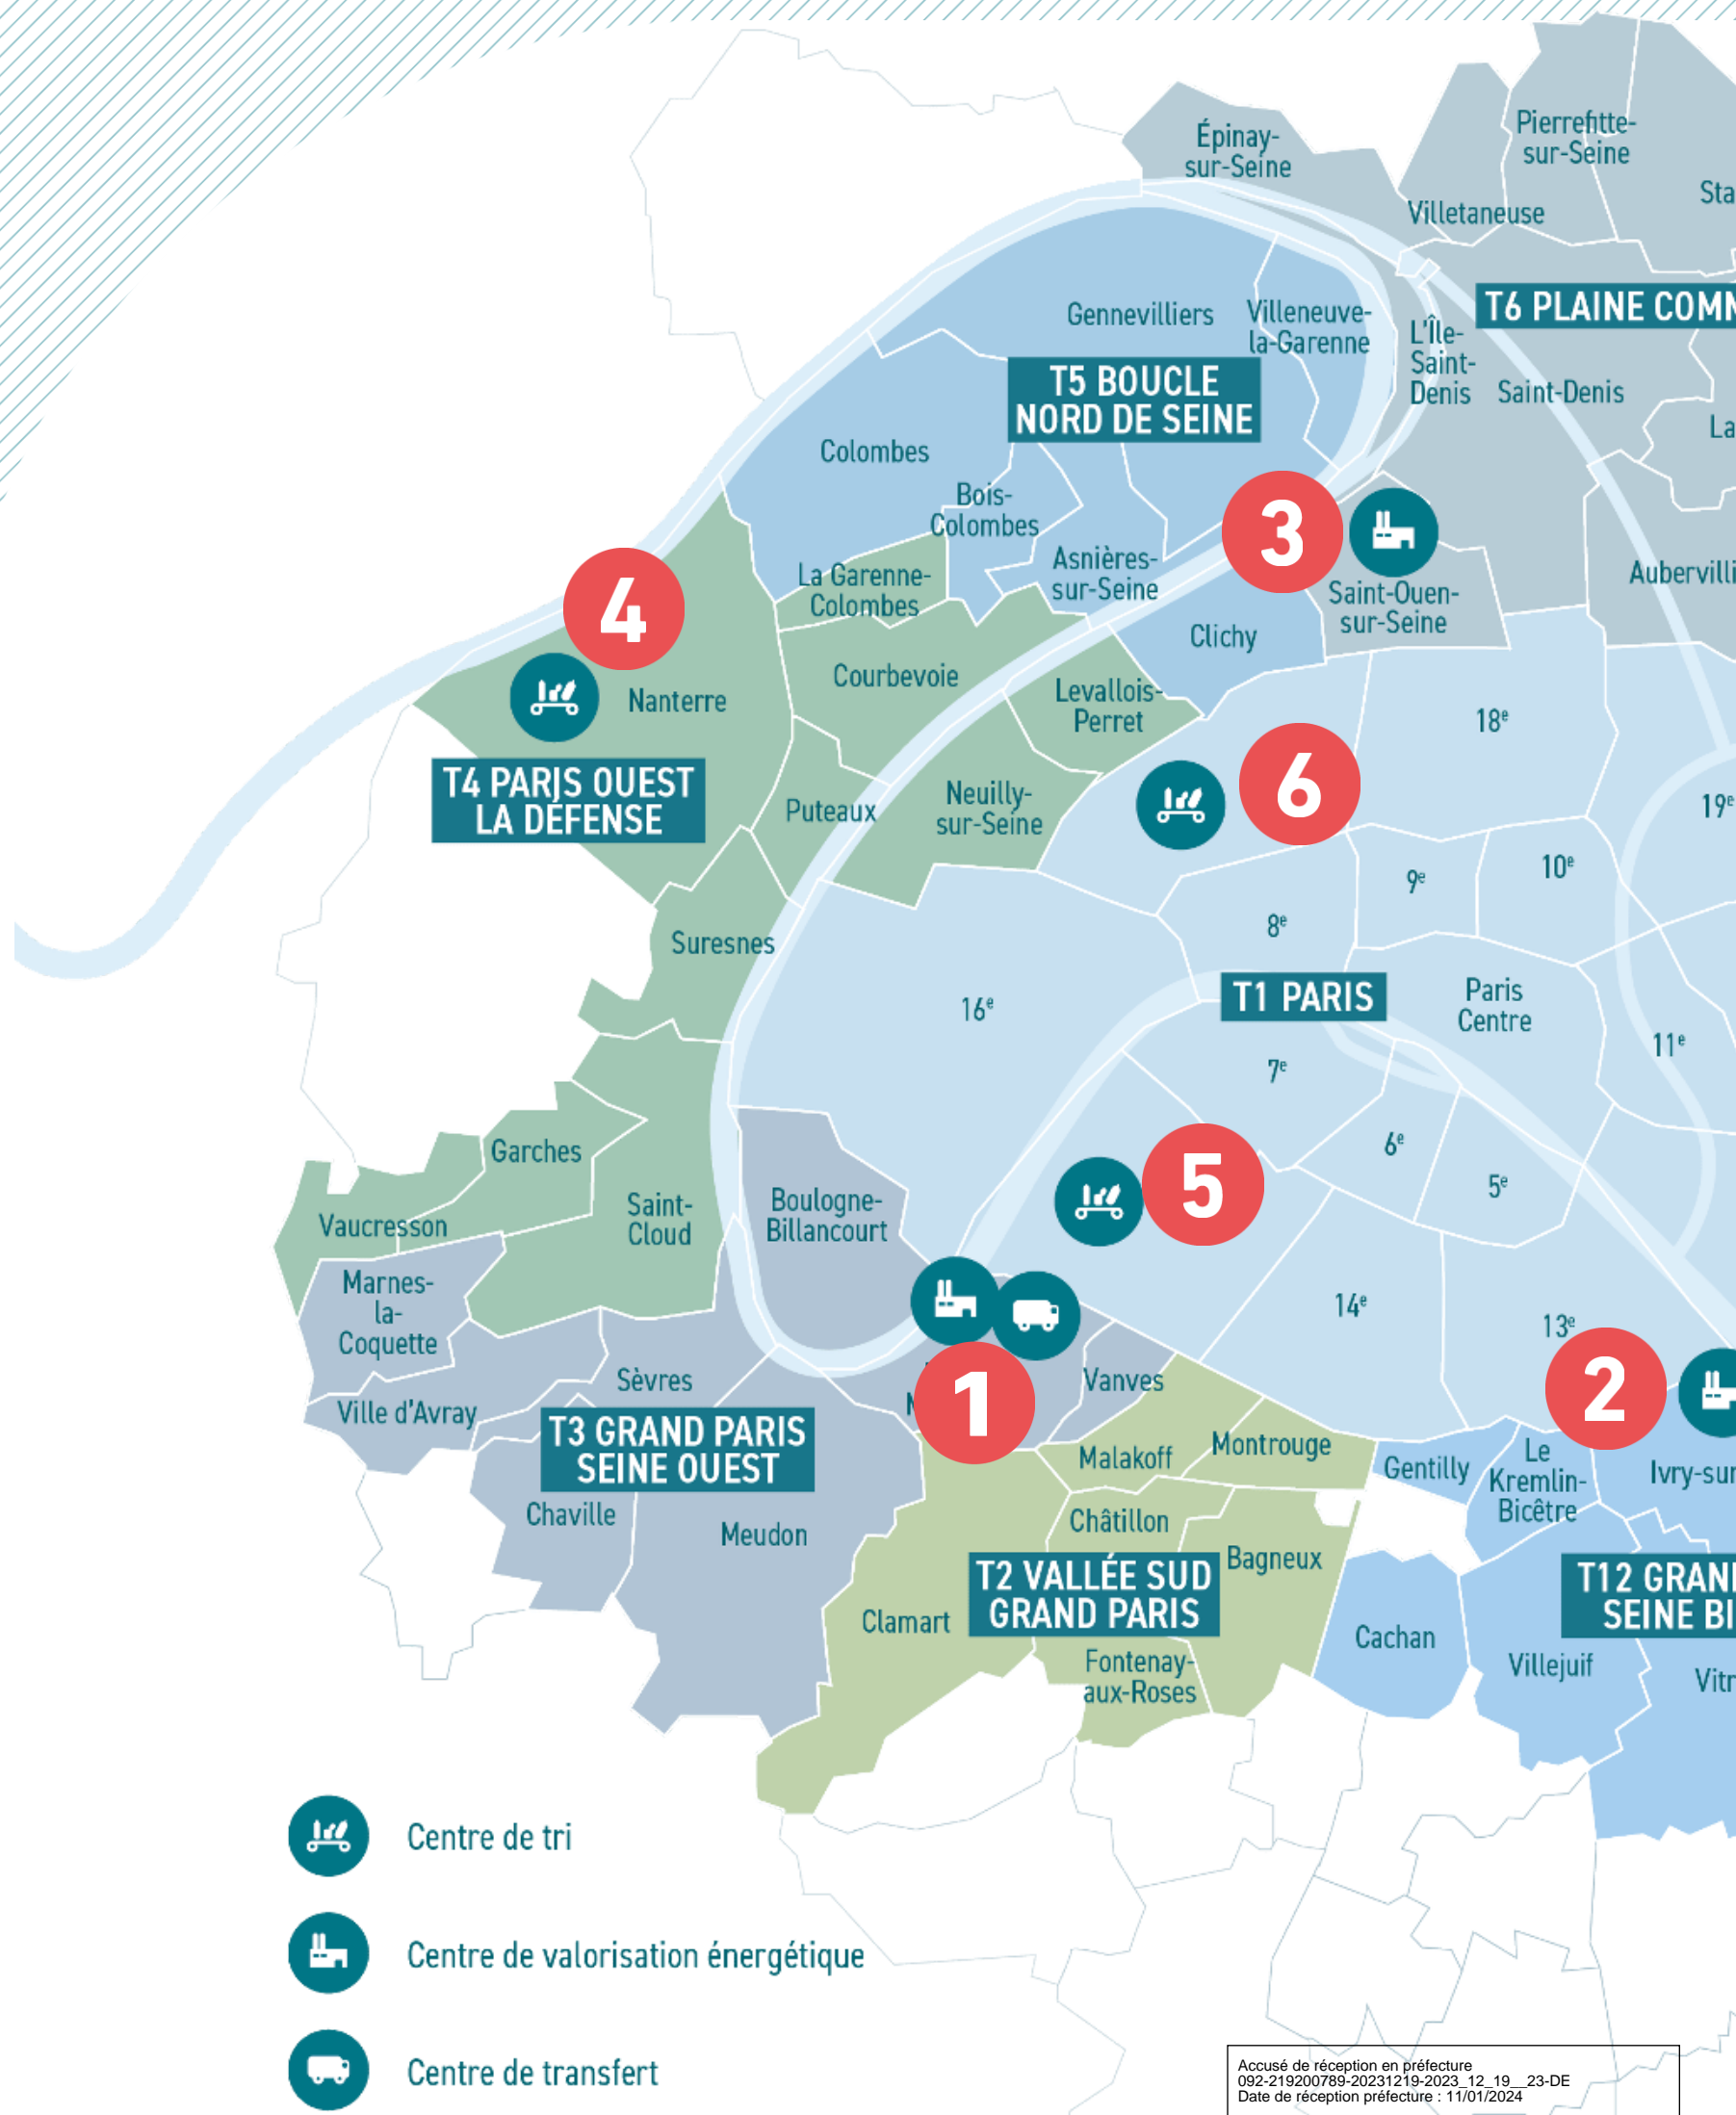 Épinay-
sur-Seine
Pierrefitte-
sur-Seine
Sta
Villetaneuse
T6 PLAINE COMM
Gennevilliers
Villeneuve-
la-Garenne
L'Île-
Saint-
Denis
Saint-Denis
T5 BOUCLE
NORD DE SEINE
La
Colombes
Bois-
Colombes
3
Asnières-
sur-Seine
La Garenne-
Colombes
Saint-Ouen-
sur-Seine
Aubervilli
4
Clichy
Courbevoie
Levallois-
Perret
Nanterre
18e
6
T4 PARIS OUEST
LA DÉFENSE
Puteaux
Neuilly-
sur-Seine
19e
9e
10e
8e
Suresnes
T1 PARIS
16e
Paris
Centre
11e
7e
6e
5e
5
Garches
Saint-
Cloud
Boulogne-
Billancourt
Vaucresson
Marnes-
la-
Coquette
14e
13e
2
Sèvres
1
Vanves
Ville d'Avray
T3 GRAND PARIS
SEINE OUEST
Malakoff
Montrouge
Gentilly
Le
Kremlin-
Bicêtre
Ivry-sur
Chaville
Meudon
Châtillon
Bagneux
T2 VALLÉE SUD
GRAND PARIS
T12 GRAN
SEINE BI
Clamart
Cachan
Fontenay-
aux-Roses
Villejuif
Vitr
Centre de tri
Centre de valorisation énergétique
Centre de transfert
Accusé de réception en préfecture
092-219200789-20231219-2023_12_19__23-DE
Date de réception préfecture : 11/01/2024